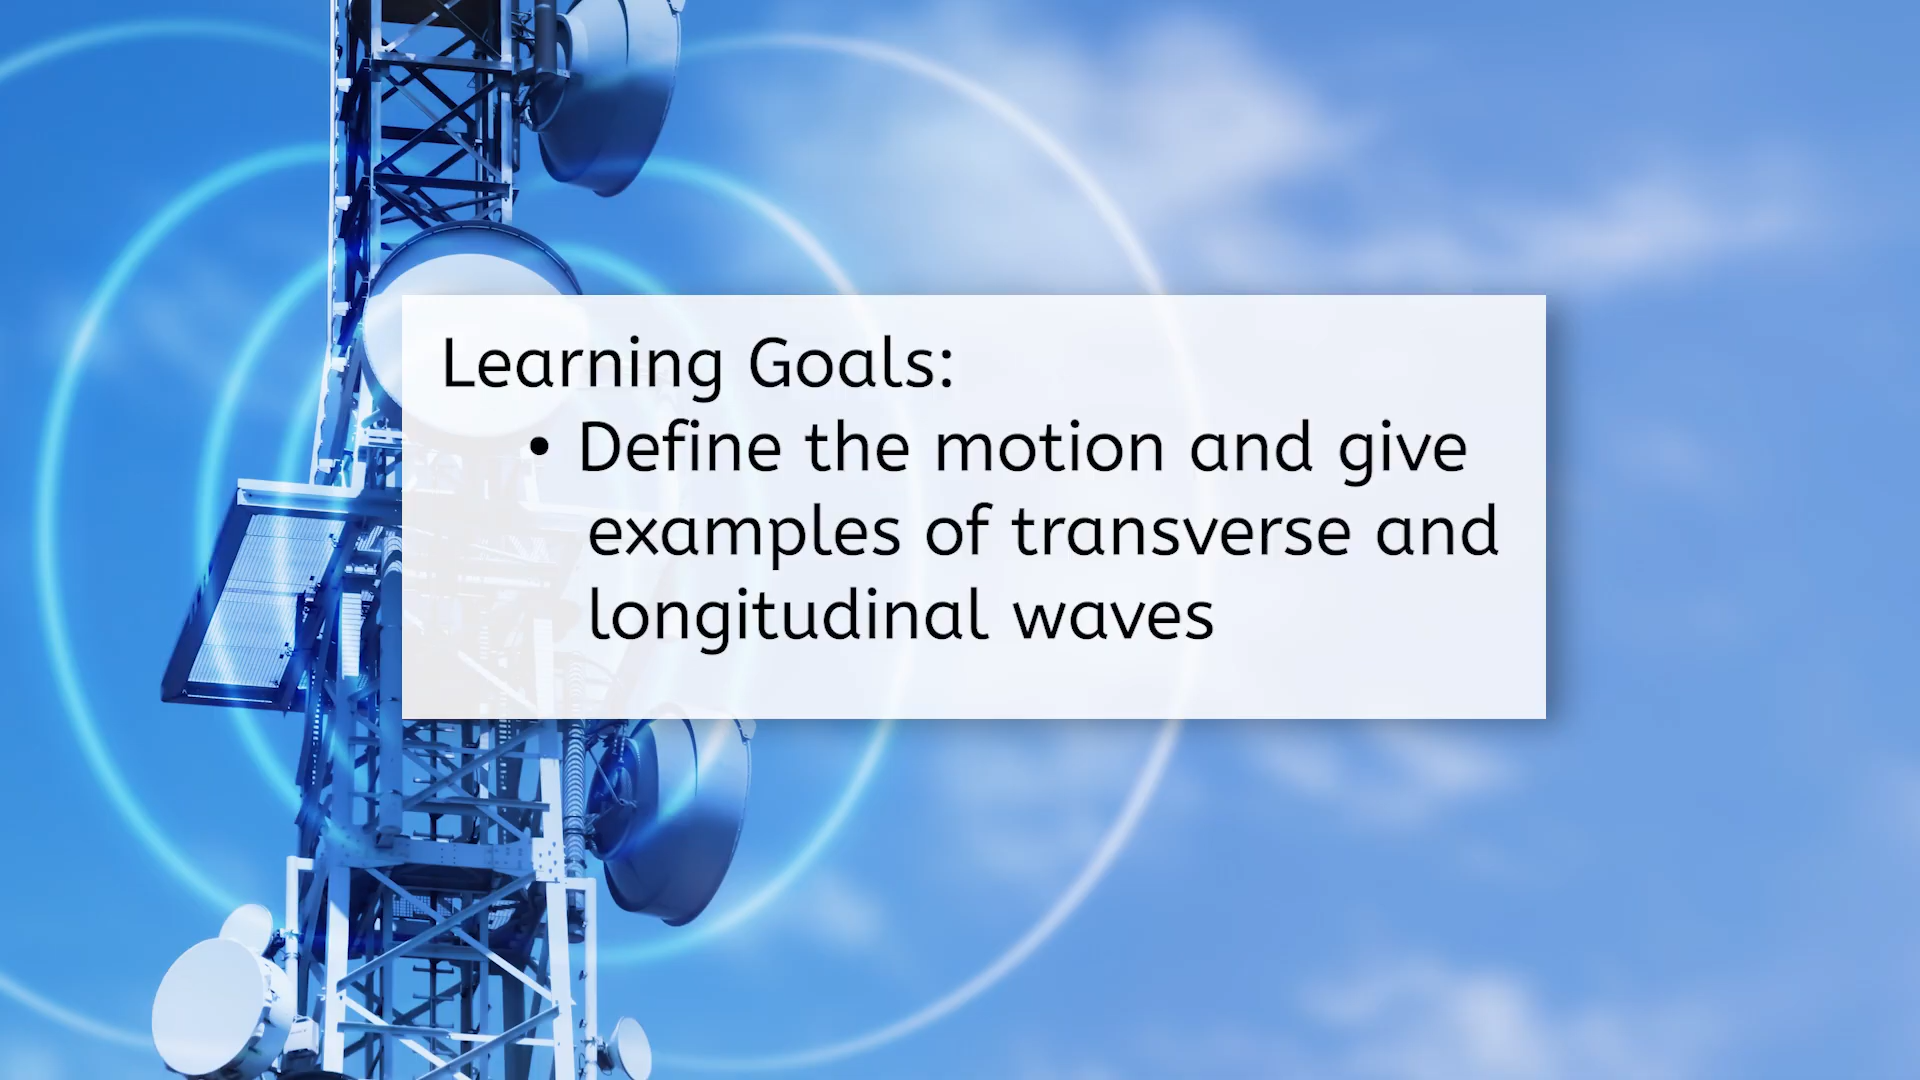 Learning Goals:
• Define the motion and give
examples of transverse and
longitudinal waves